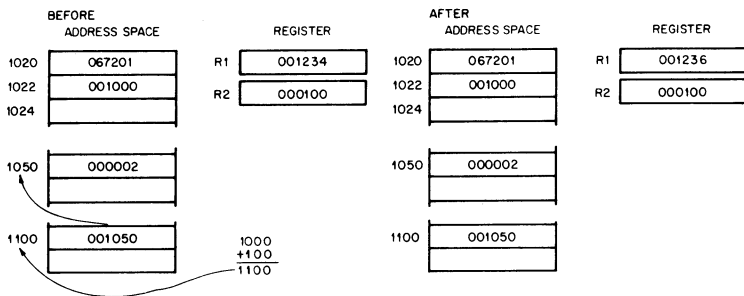 BEFORE
ADDRESS SPACE
REGISTER
1020 067201
R1 001234
1022 001000
R2 000100
1024
1050 000002
1100 001050
1000
+100
1100
AFTER
ADDRESS SPACE
REGISTER
1020 067201
R1 001236
1022 001000
R2 000100
1024
1050 000002
1100 001050